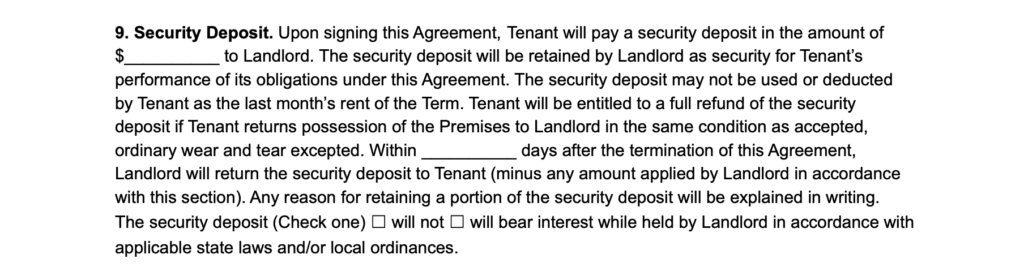 9. Security Deposit. Upon signing this Agreement, Tenant will pay a security deposit in the amount of
$__________ to Landlord. The security deposit will be retained by Landlord as security for Tenant’s
performance of its obligations under this Agreement. The security deposit may not be used or deducted
by Tenant as the last month’s rent of the Term. Tenant will be entitled to a full refund of the security
deposit if Tenant returns possession of the Premises to Landlord in the same condition as accepted,
ordinary wear and tear excepted. Within __________ days after the termination of this Agreement,
Landlord will return the security deposit to Tenant (minus any amount applied by Landlord in accordance
with this section). Any reason for retaining a portion of the security deposit will be explained in writing.
The security deposit (Check one) ☐ will not ☐ will bear interest while held by Landlord in accordance with
applicable state laws and/or local ordinances.